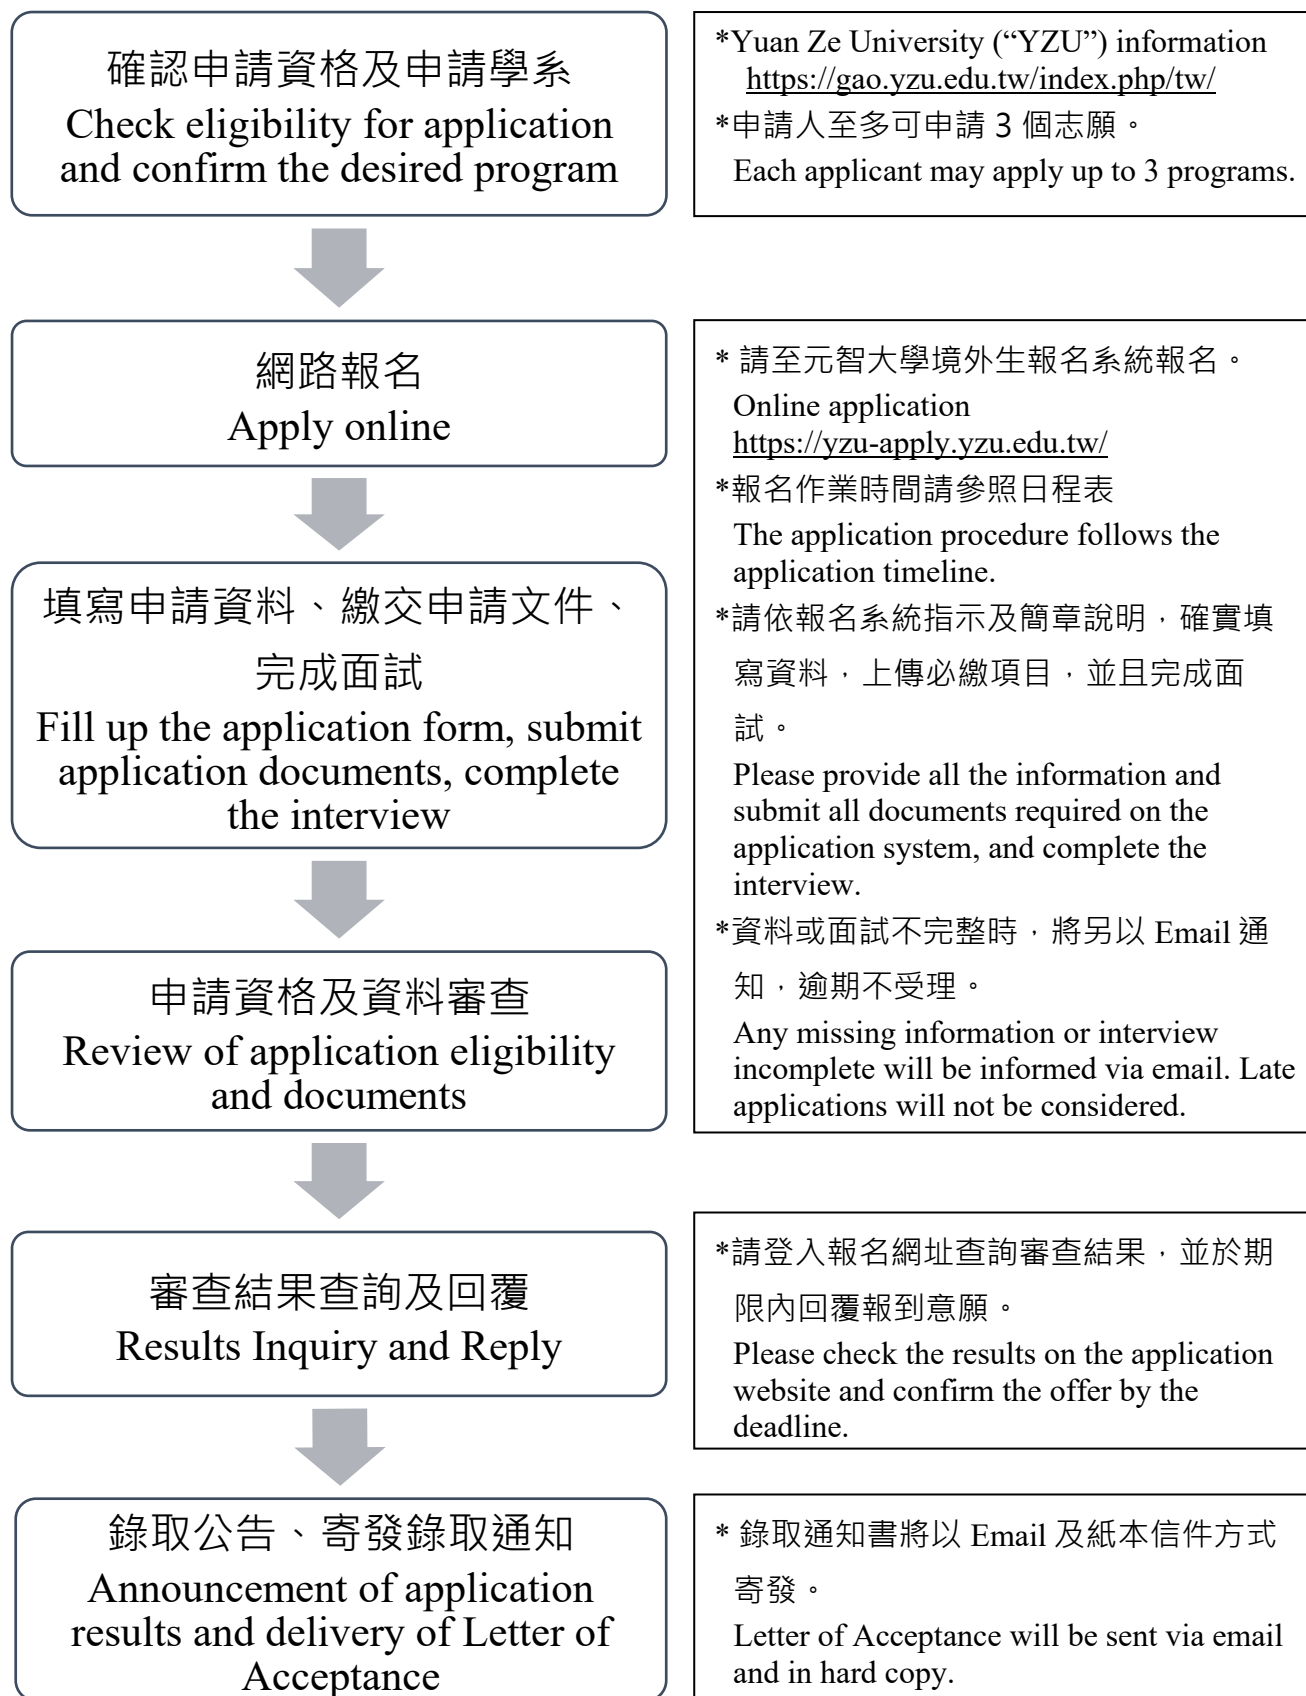 確認申請資格及申請學系
Check eligibility for application
and confirm the desired program
*Yuan Ze University (“YZU”) information
https://gao.yzu.edu.tw/index.php/tw/
*申請人至多可申請 3 個志願。
Each applicant may apply up to 3 programs.
網路報名
Apply online
填寫申請資料、繳交申請文件、
完成面試
Fill up the application form, submit
application documents, complete
the interview
申請資格及資料審查
Review of application eligibility
and documents
* 請至元智大學境外生報名系統報名。
Online application
https://yzu-apply.yzu.edu.tw/
*報名作業時間請參照日程表
The application procedure follows the
application timeline.
*請依報名系統指示及簡章說明，確實填
寫資料，上傳必繳項目，並且完成面
試。
Please provide all the information and
submit all documents required on the
application system, and complete the
interview.
*資料或面試不完整時，將另以 Email 通
知，逾期不受理。
Any missing information or interview
incomplete will be informed via email. Late
applications will not be considered.
審查結果查詢及回覆
Results Inquiry and Reply
*請登入報名網址查詢審查結果，並於期
限內回覆報到意願。
Please check the results on the application
website and confirm the offer by the
deadline.
錄取公告、寄發錄取通知
Announcement of application
results and delivery of Letter of
Acceptance
* 錄取通知書將以 Email 及紙本信件方式
寄發。
Letter of Acceptance will be sent via email
and in hard copy.